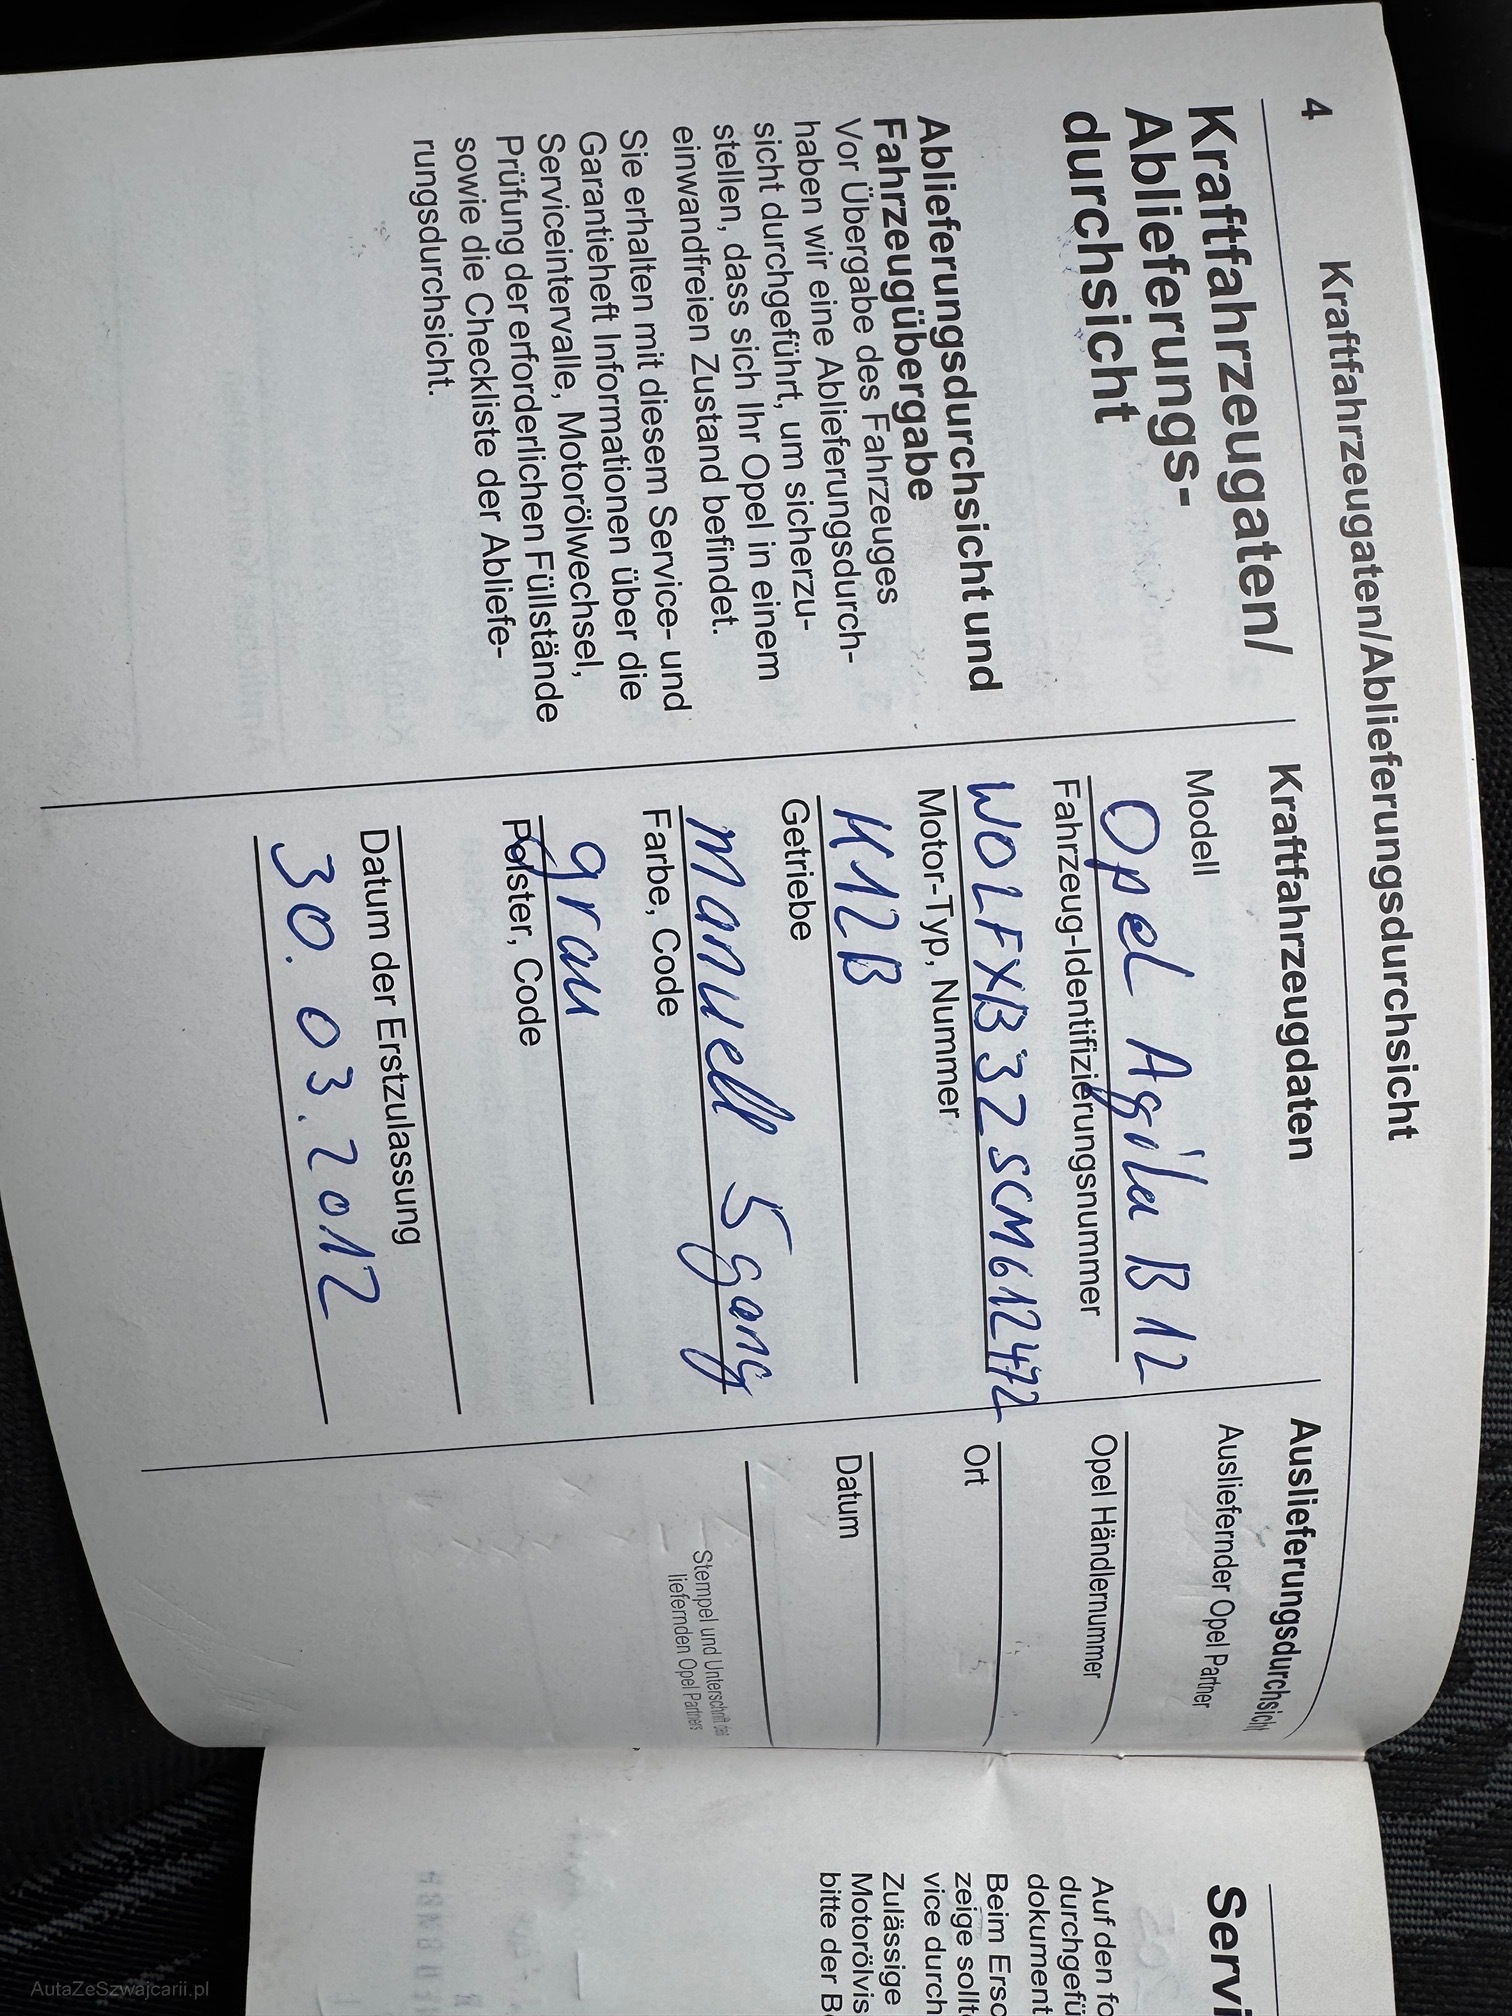 4
Kraftfahrzeugaten/Ablieferungsdurchsicht
Kraftfahrzeugaten/
Ablieferungs-
durchsicht
Ablieferungsdurchsicht und
Fahrzeugübergabe
Vor Übergabe des Fahrzeuges
haben wir eine Ablieferungsdurch-
sicht durchgeführt, um sicherzu-
stellen, dass sich Ihr Opel in einem
einwandfreien Zustand befindet.
Sie erhalten mit diesem Service- und
Garantieheft Informationen über die
Serviceintervalle, Motorölwechsel,
Prüfung der erforderlichen Füllstände
sowie die Checkliste der Abliefe-
rungsdurchsicht.
Kraftfahrzeugdaten
Modell
Opel Agila B 12
Fahrzeug-Identifizierungsnummer
WOLFXB32SCM612472
Motor-Typ, Nummer
K12B
Getriebe
Manuell 5 gang
Farbe, Code
grau
Polster, Code
Datum der Erstzulassung
30.03.2012
Auslieferungsdurchsicht
Ausliefernder Opel Partner
Opel Händlernummer
Ort
Datum
Stempel und Unterschrift des
liefernden Opel Partners
Servi
Auf den fo
durchgefü
dokument
Beim Ersc
zeige sollt
vice durch
Zulässige
Motorölvis
bitte der B
AutaZeSzwajcarii.pl